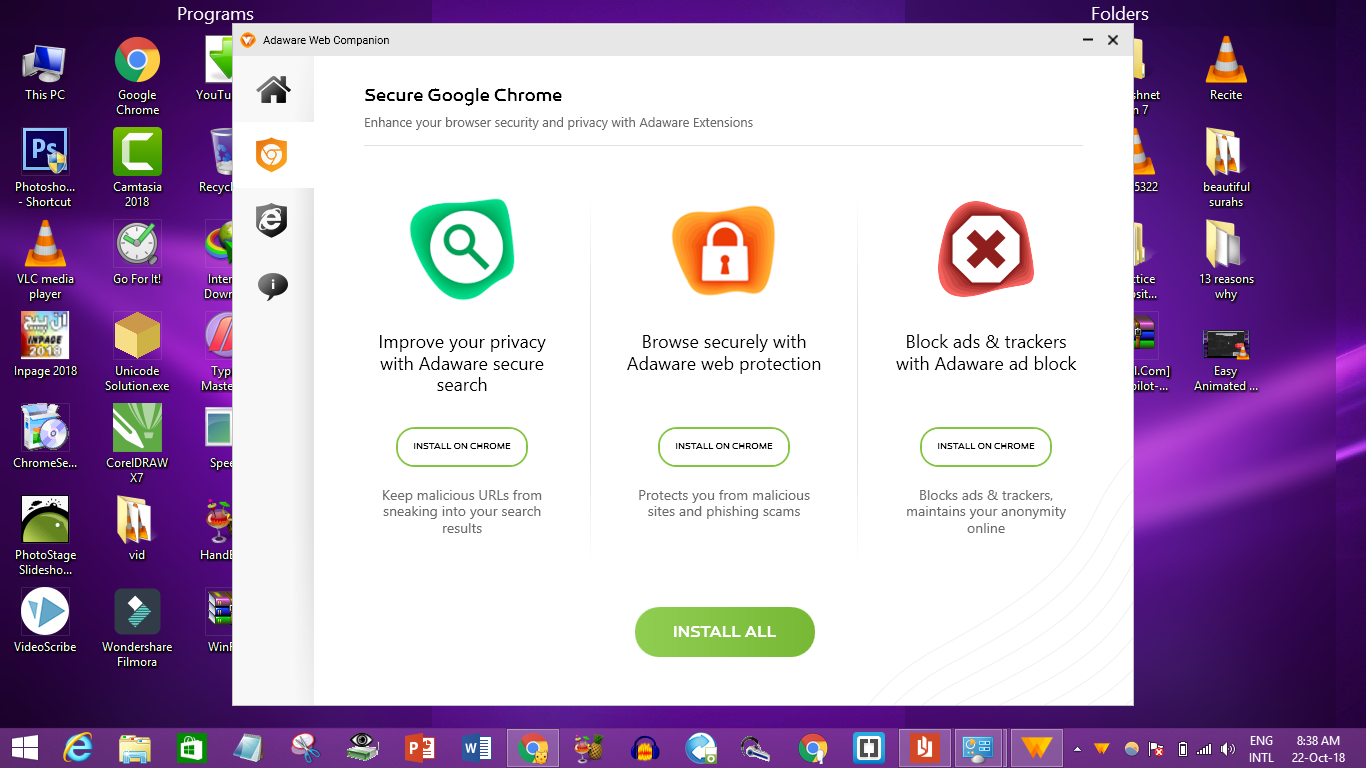 Programs
Folders
Adaware Web Companion
This PC
Google
Chrome
Photosho...
- Shortcut
Camtasia
2018
VLC media
player
Go For It!
Inpage 2018
Unicode
Solution.exe
ChromeSe...
CorelDRAW
X7
PhotoStage
Slidesho...
vid
VideoScribe
Wondershare
Filmora
YouTu
Recyc
Inter
Down
Typ
Maste
Spee
HandB
WinR
Secure Google Chrome
Enhance your browser security and privacy with Adaware Extensions
Improve your privacy
with Adaware secure
search
INSTALL ON CHROME
Keep malicious URLs from
sneaking into your search
results
Browse securely with
Adaware web protection
INSTALL ON CHROME
Protects you from malicious
sites and phishing scams
Block ads & trackers
with Adaware ad block
INSTALL ON CHROME
Blocks ads & trackers,
maintains your anonymity
online
INSTALL ALL
shnet
n 7
5322
ctice
osit...
l.Com]
pilot-...
Recite
beautiful
surahs
13 reasons
why
Easy
Animated ...
ENG
INTL
8:38 AM
22-Oct-18